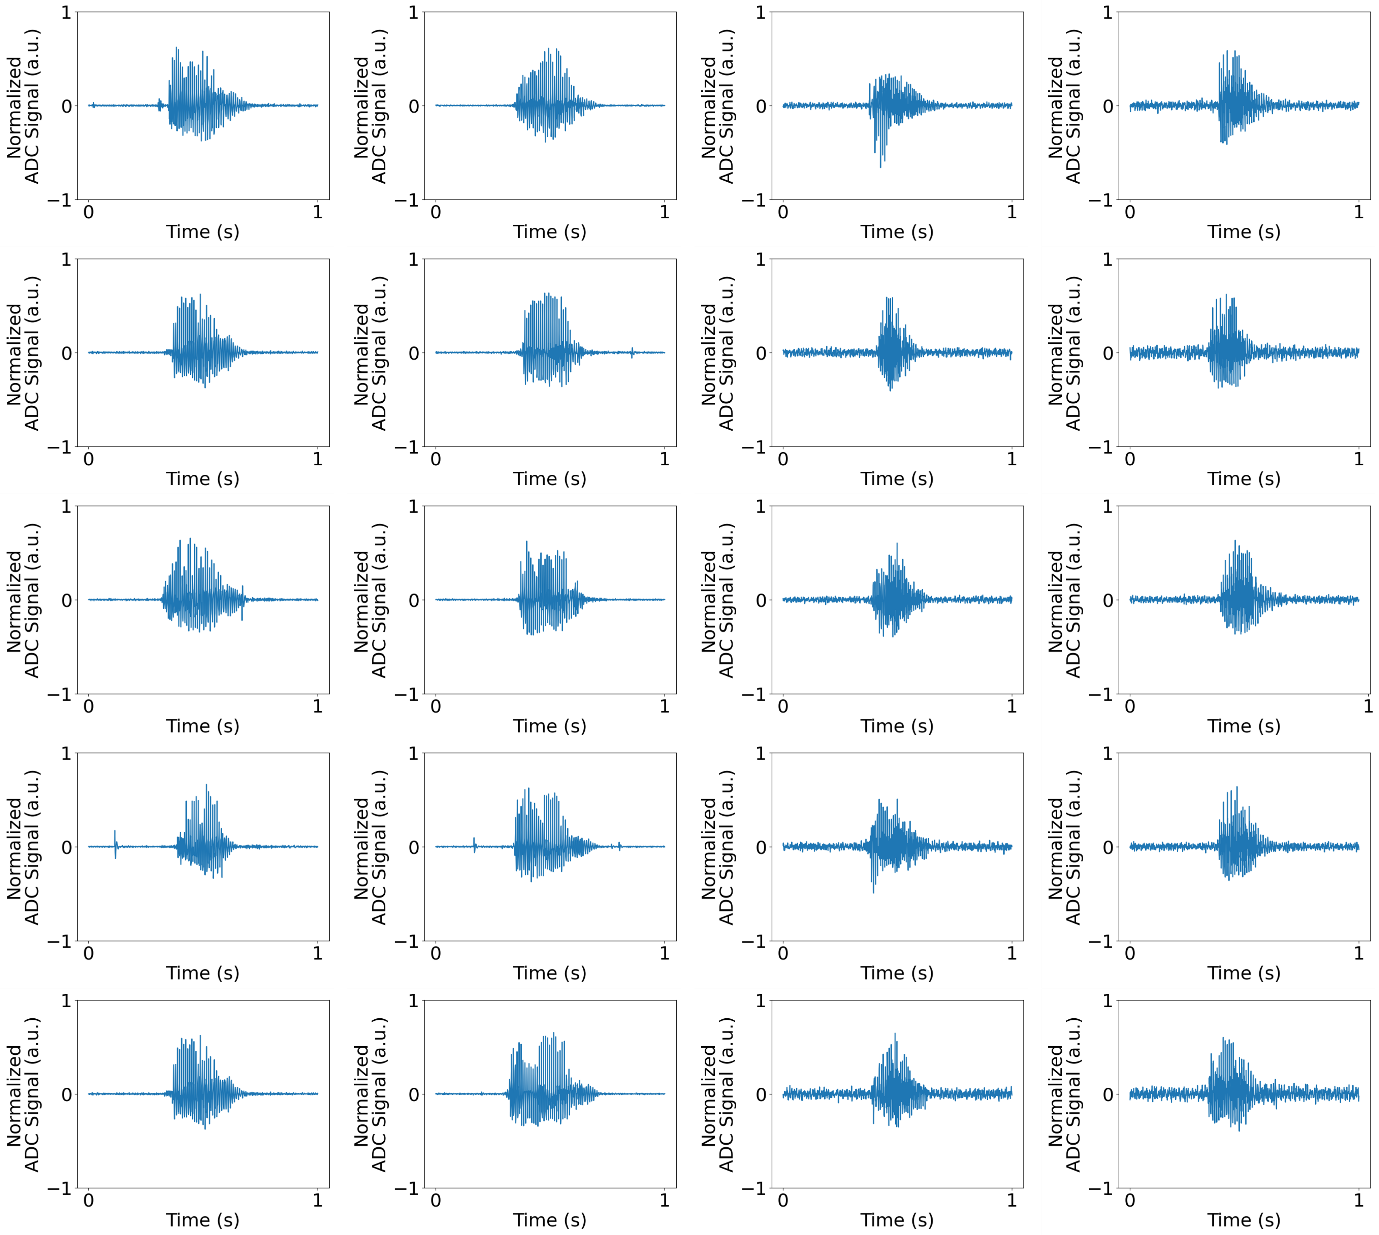 1 1 1 1
Normalized Normalized Normalized Normalized
ADC Signal (a.u.) ADC Signal (a.u.) ADC Signal (a.u.) ADC Signal (a.u.)
0 0 0 0
−1 −1 −1 −1
0 1 0 1 0 1 0 1
Time (s) Time (s) Time (s) Time (s)
1 1 1 1
Normalized Normalized Normalized Normalized
ADC Signal (a.u.) ADC Signal (a.u.) ADC Signal (a.u.) ADC Signal (a.u.)
0 0 0 0
−1 −1 −1 −1
0 1 0 1 0 1 0 1
Time (s) Time (s) Time (s) Time (s)
1 1 1 1
Normalized Normalized Normalized Normalized
ADC Signal (a.u.) ADC Signal (a.u.) ADC Signal (a.u.) ADC Signal (a.u.)
0 0 0 0
−1 −1 −1 −1
0 1 0 1 0 1 0 1
Time (s) Time (s) Time (s) Time (s)
1 1 1 1
Normalized Normalized Normalized Normalized
ADC Signal (a.u.) ADC Signal (a.u.) ADC Signal (a.u.) ADC Signal (a.u.)
0 0 0 0
−1 −1 −1 −1
0 1 0 1 0 1 0 1
Time (s) Time (s) Time (s) Time (s)
1 1 1 1
Normalized Normalized Normalized Normalized
ADC Signal (a.u.) ADC Signal (a.u.) ADC Signal (a.u.) ADC Signal (a.u.)
0 0 0 0
−1 −1 −1 −1
0 1 0 1 0 1 0 1
Time (s) Time (s) Time (s) Time (s)